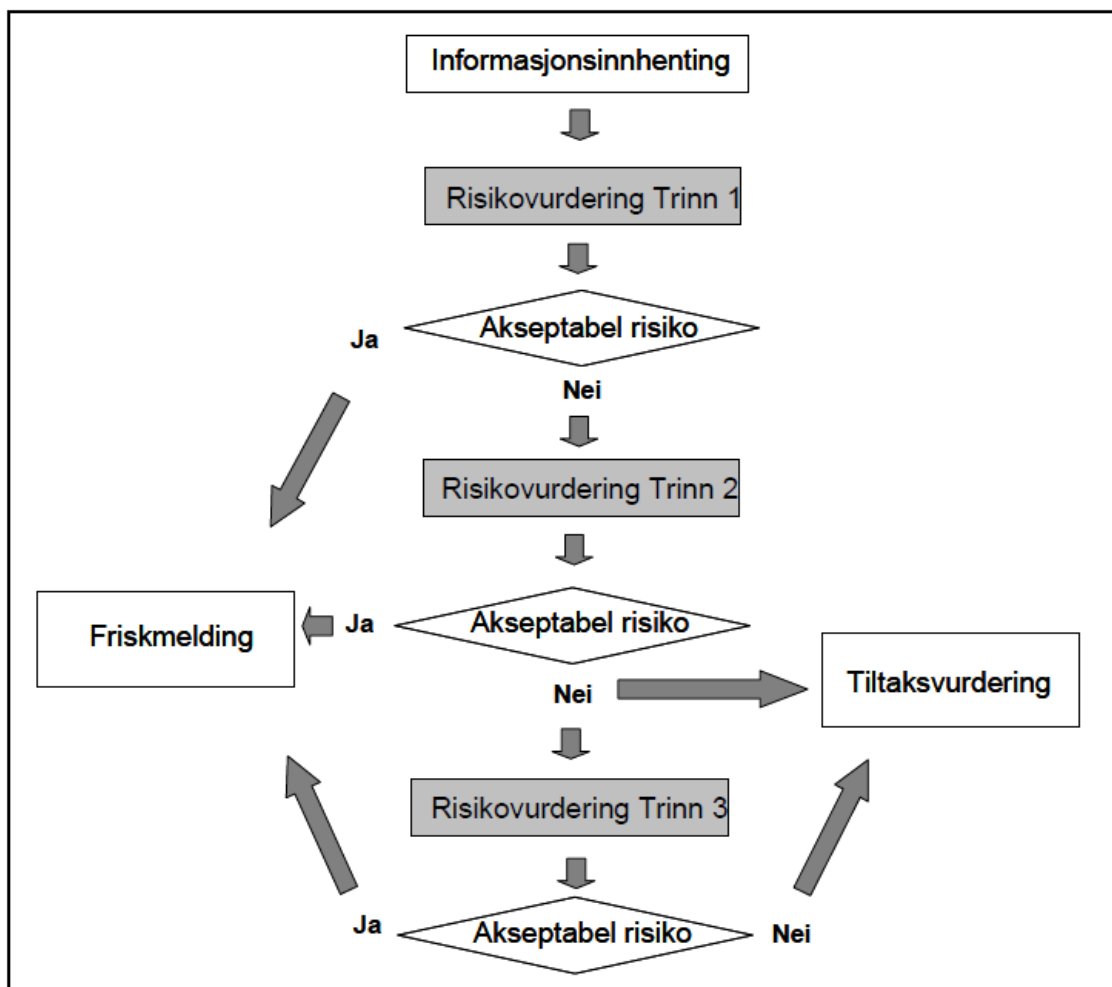 Informasjonsinnhenting
Risikovurdering Trinn 1
Akseptabel risiko
Ja
Nei
Risikovurdering Trinn 2
Friskmelding
Ja
Akseptabel risiko
Nei
Tiltaksvurdering
Risikovurdering Trinn 3
Ja
Akseptabel risiko
Nei